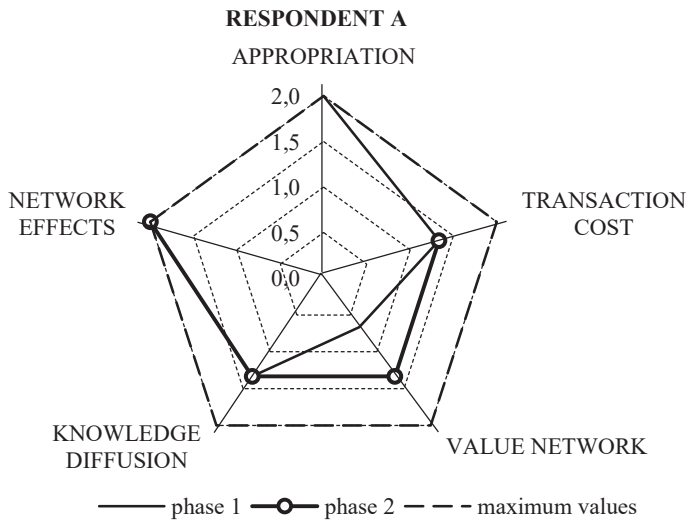 RESPONDENT A
APPROPRIATION
2,0
1,5
1,0
0,5
0,0
NETWORK
EFFECTS
TRANSACTION
COST
KNOWLEDGE
DIFFUSION
VALUE NETWORK
phase 1 phase 2 maximum values